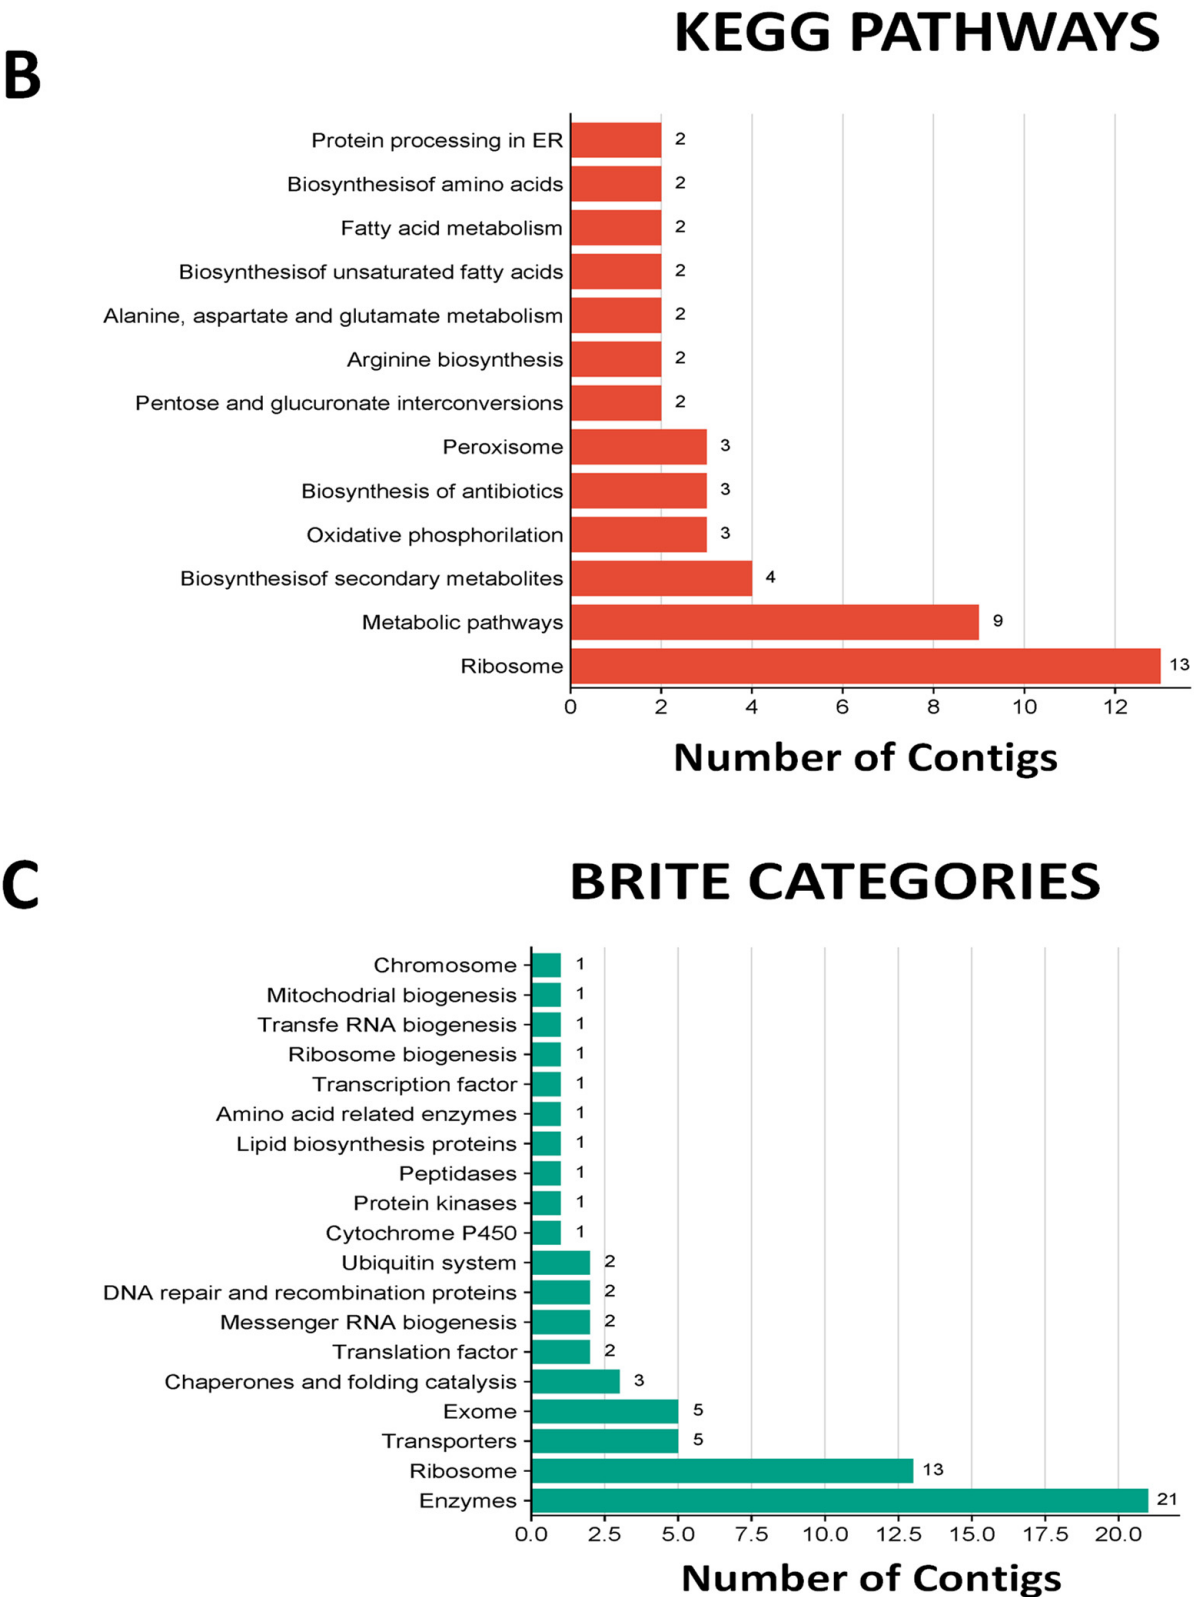 KEGG PATHWAYS
B
Protein processing in ER 2
Biosynthesisof amino acids 2
Fatty acid metabolism 2
Biosynthesisof unsaturated fatty acids 2
Alanine, aspartate and glutamate metabolism 2
Arginine biosynthesis 2
Pentose and glucuronate interconversions 2
Peroxisome 3
Biosynthesis of antibiotics 3
Oxidative phosphorilation 3
Biosynthesisof secondary metabolites 4
Metabolic pathways 9
Ribosome 13
0 2 4 6 8 10 12
Number of Contigs
C
BRITE CATEGORIES
Chromosome 1
Mitochodrial biogenesis 1
Transfe RNA biogenesis 1
Ribosome biogenesis 1
Transcription factor 1
Amino acid related enzymes 1
Lipid biosynthesis proteins 1
Peptidases 1
Protein kinases 1
Cytochrome P450 1
Ubiquitin system 2
DNA repair and recombination proteins 2
Messenger RNA biogenesis 2
Translation factor 2
Chaperones and folding catalysis 3
Exome 5
Transporters 5
Ribosome 13
Enzymes 21
0.0 2.5 5.0 7.5 10.0 12.5 15.0 17.5 20.0
Number of Contigs